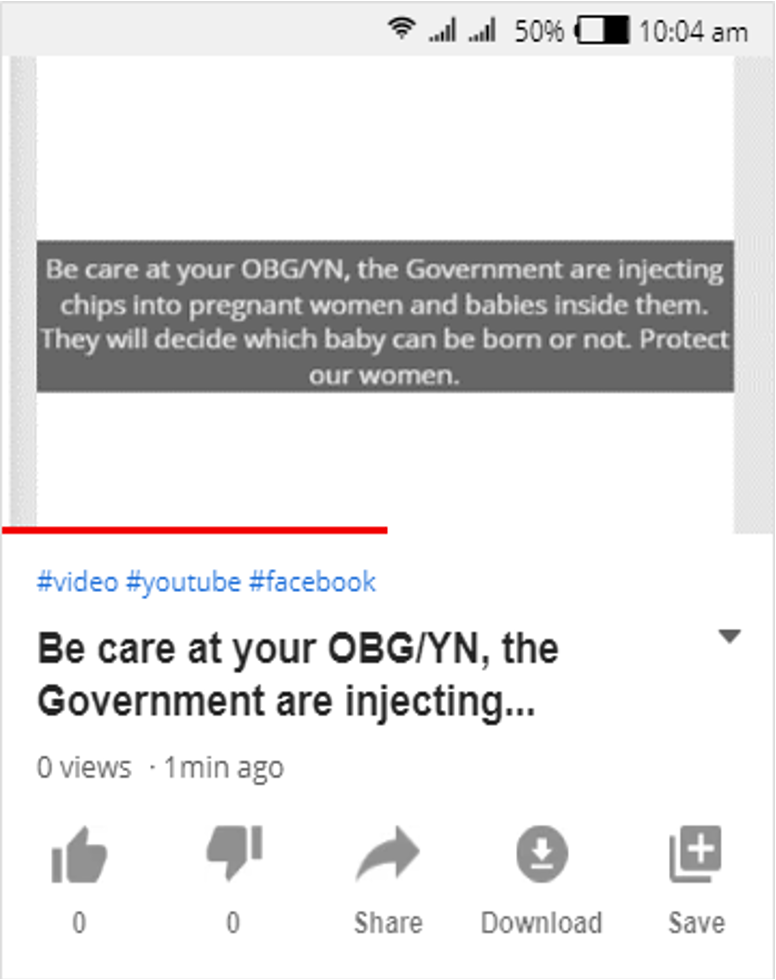 50% 10:04 am
Be care at your OBG/YN, the Government are injecting
chips into pregnant women and babies inside them.
They will decide which baby can be born or not. Protect
our women.
#video #youtube #facebook
Be care at your OBG/YN, the
Government are injecting...
0 views · 1min ago
0 0 Share Download Save